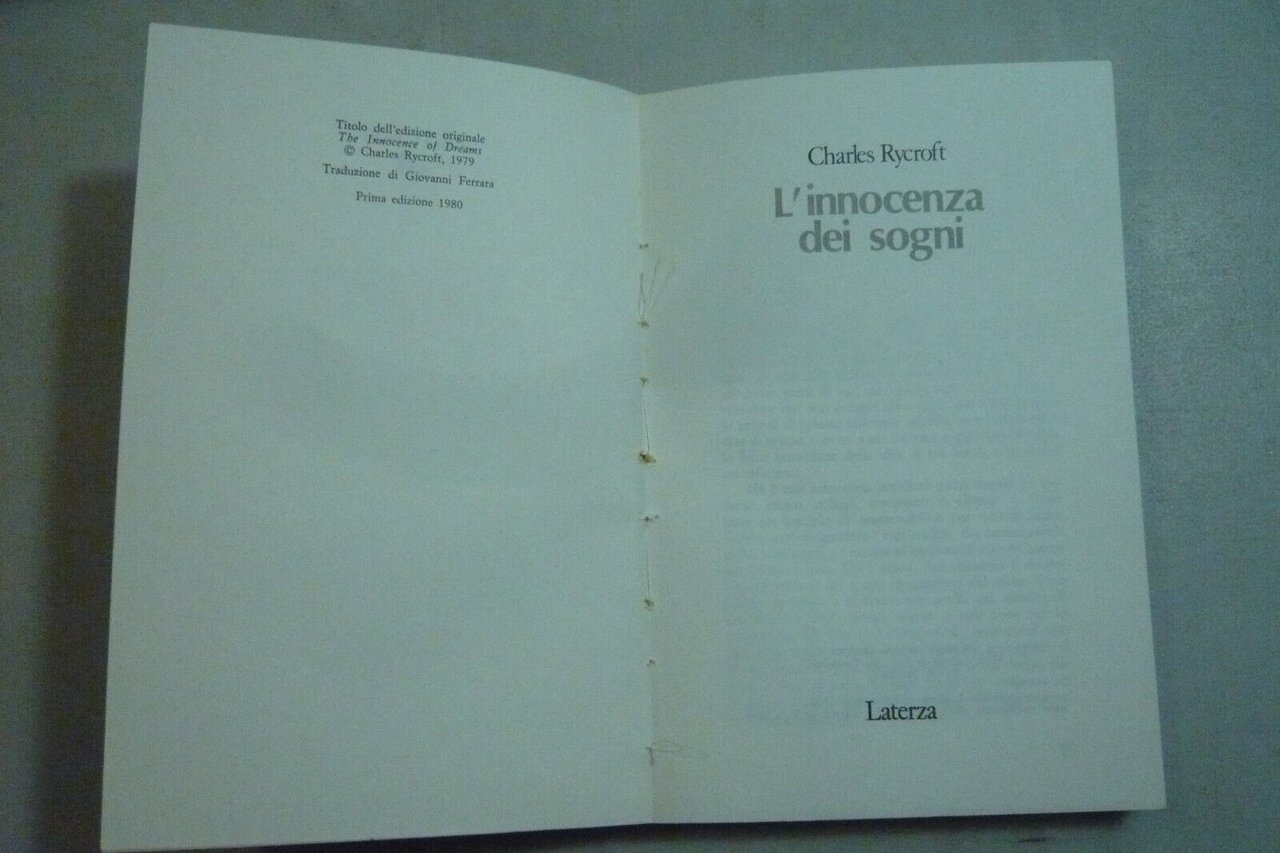 Titolo dell'edizione originale
The Innocence of Dreams
© Charles Rycroft, 1979
Traduzione di Giovanni Ferrara
Prima edizione 1980
Charles Rycroft
L'innocenza
dei sogni
Laterza